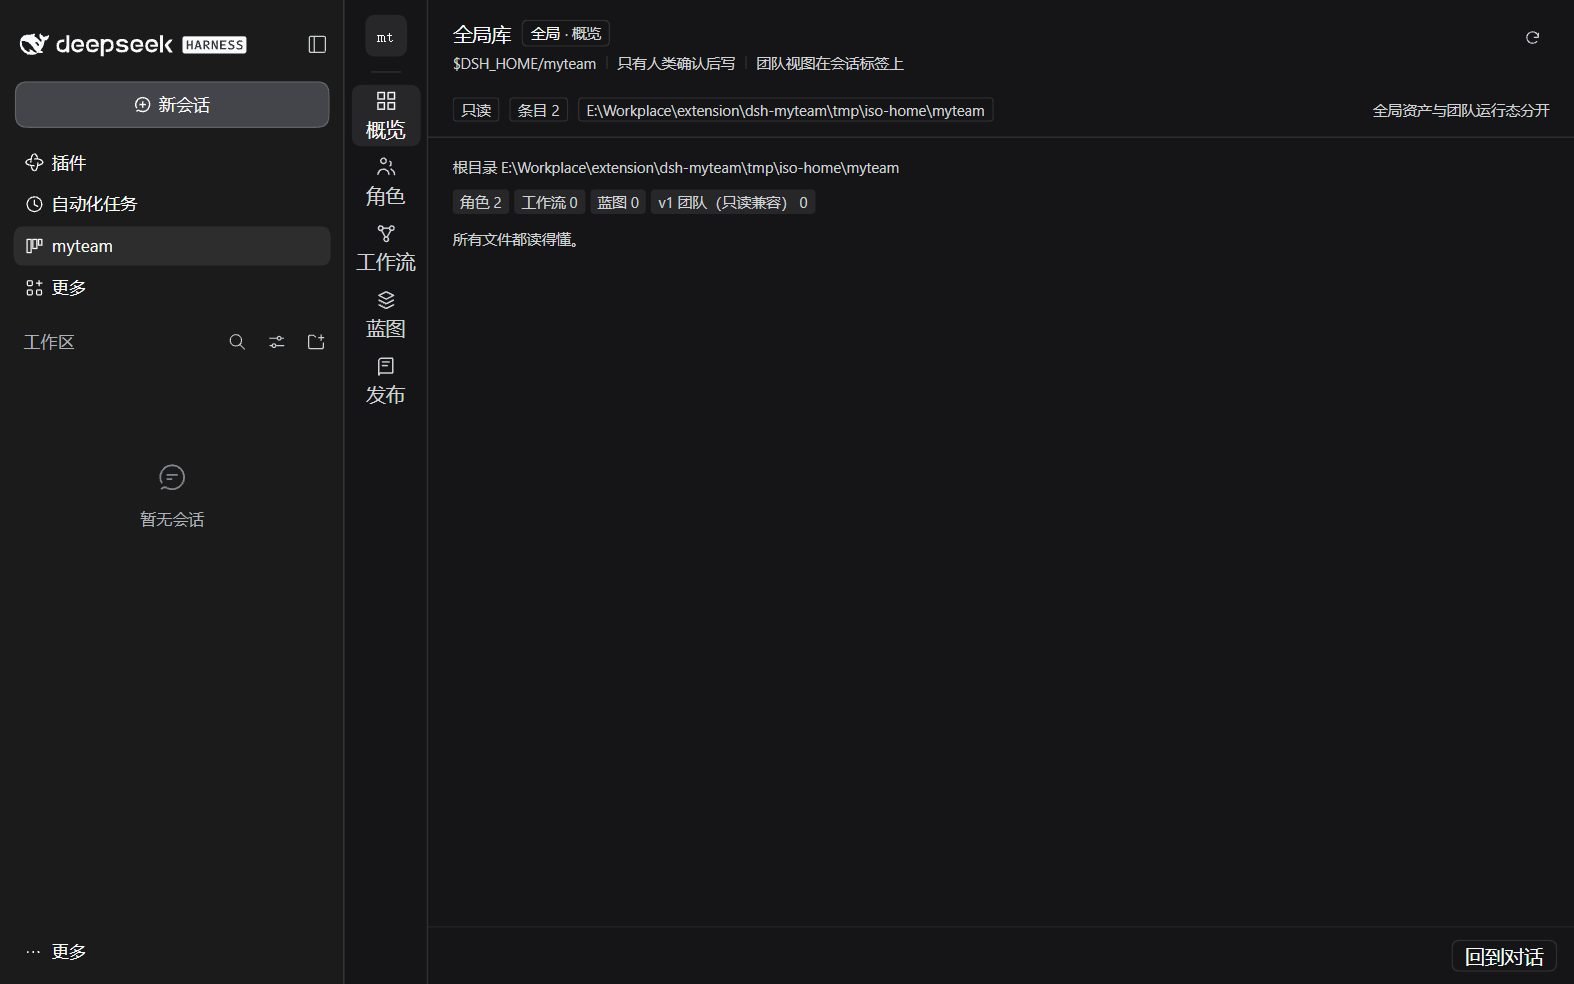 deepseek HARNESS
新会话
插件
自动化任务
myteam
更多
工作区
暂无会话
更多
mt
概览
角色
工作流
蓝图
发布
全局库 全局 · 概览
$DSH_HOME/myteam 只有人类确认后写 团队视图在会话标签上
只读 条目 2 E:\Workplace\extension\dsh-myteam\tmp\iso-home\myteam 全局资产与团队运行态分开
根目录 E:\Workplace\extension\dsh-myteam\tmp\iso-home\myteam
角色 2 工作流 0 蓝图 0 v1 团队（只读兼容） 0
所有文件都读得懂。
回到对话